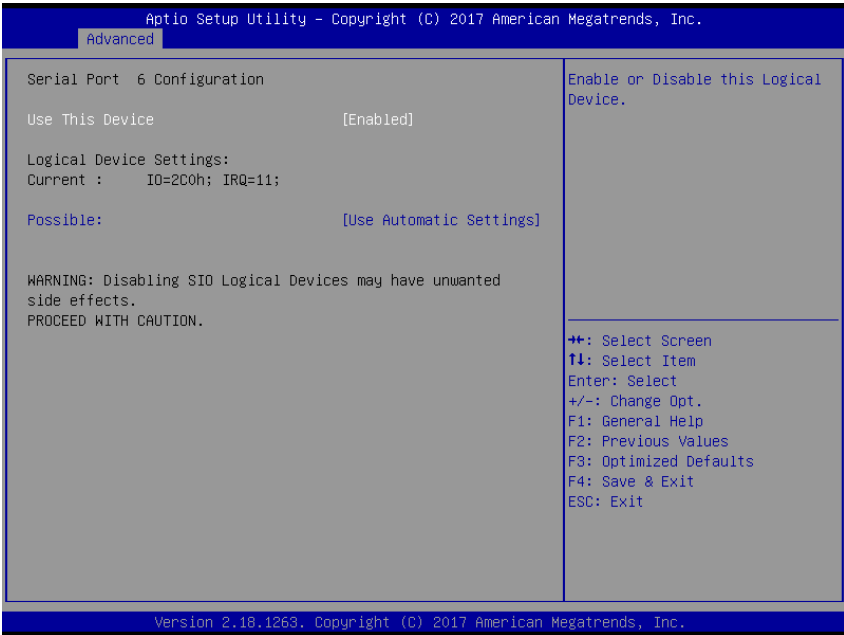 Aptio Setup Utility – Copyright (C) 2017 American Megatrends, Inc.
Advanced
Serial Port 6 Configuration
Use This Device [Enabled]
Logical Device Settings:
Current : IO=2C0h; IRQ=11;
Possible: [Use Automatic Settings]
WARNING: Disabling SIO Logical Devices may have unwanted
side effects.
PROCEED WITH CAUTION.
Enable or Disable this Logical
Device.
→←: Select Screen
↑↓: Select Item
Enter: Select
+/-: Change Opt.
F1: General Help
F2: Previous Values
F3: Optimized Defaults
F4: Save & Exit
ESC: Exit
Version 2.18.1263. Copyright (C) 2017 American Megatrends, Inc.